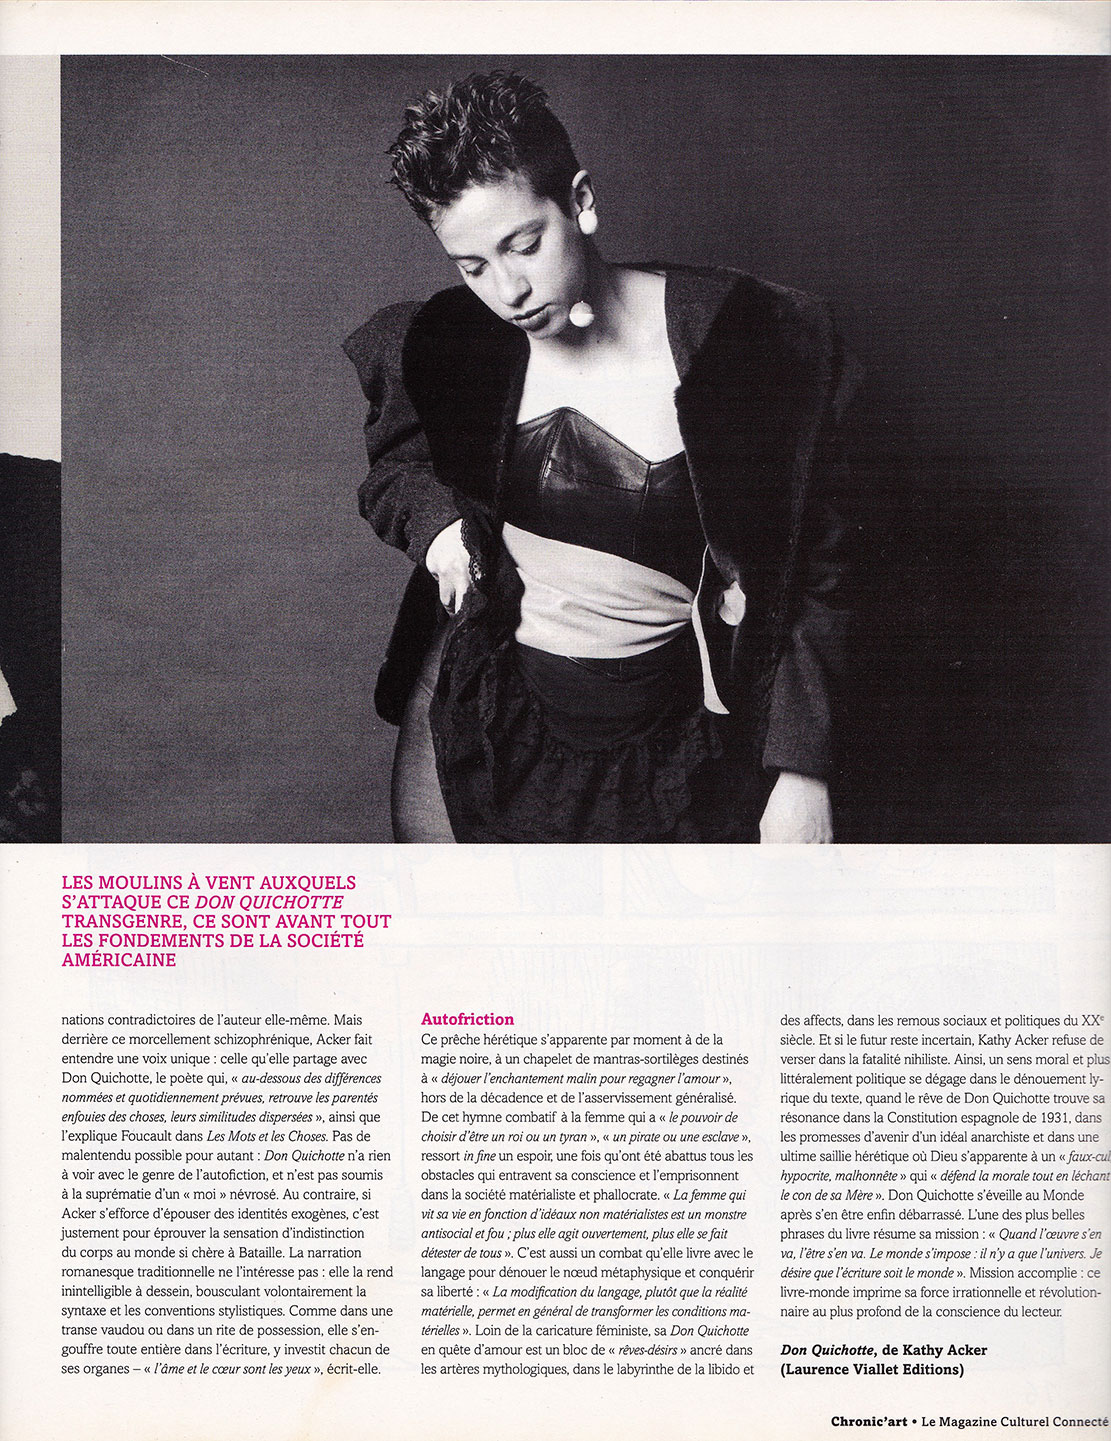 LES MOULINS À VENT AUXQUELS
S'ATTAQUE CE DON QUICHOTTE
TRANSGENRE, CE SONT AVANT TOUT
LES FONDEMENTS DE LA SOCIÉTÉ
AMÉRICAINE
nations contradictoires de l'auteur elle-même. Mais
derrière ce morcellement schizophrénique, Acker fait
entendre une voix unique : celle qu'elle partage avec
Don Quichotte, le poète qui, « au-dessous des différences
nommées et quotidiennement prévues, retrouve les parentés
enfouies des choses, leurs similitudes dispersées », ainsi que
l'explique Foucault dans Les Mots et les Choses. Pas de
malentendu possible pour autant : Don Quichotte n'a rien
à voir avec le genre de l'autofiction, et n'est pas soumis
à la suprématie d'un « moi » névrosé. Au contraire, si
Acker s'efforce d'épouser des identités exogènes, c'est
justement pour éprouver la sensation d'indistinction
du corps au monde si chère à Bataille. La narration
romanesque traditionnelle ne l'intéresse pas : elle la rend
inintelligible à dessein, bousculant volontairement la
syntaxe et les conventions stylistiques. Comme dans une
transe vaudou ou dans un rite de possession, elle s'en-
gouffre toute entière dans l'écriture, y investit chacun de
ses organes – « l'âme et le cœur sont les yeux », écrit-elle.
Autofriction
Ce prêche hérétique s'apparente par moment à de la
magie noire, à un chapelet de mantras-sortilèges destinés
à « déjouer l'enchantement malin pour regagner l'amour »,
hors de la décadence et de l'asservissement généralisé.
De cet hymne combatif à la femme qui a « le pouvoir de
choisir d'être un roi ou un tyran », « un pirate ou une esclave »,
ressort in fine un espoir, une fois qu'ont été abattus tous les
obstacles qui entravent sa conscience et l'emprisonnent
dans la société matérialiste et phallocrate. « La femme qui
vit sa vie en fonction d'idéaux non matérialistes est un monstre
antisocial et fou ; plus elle agit ouvertement, plus elle se fait
détester de tous ». C'est aussi un combat qu'elle livre avec le
langage pour dénouer le nœud métaphysique et conquérir
sa liberté : « La modification du langage, plutôt que la réalité
matérielle, permet en général de transformer les conditions ma-
térielles ». Loin de la caricature féministe, sa Don Quichotte
en quête d'amour est un bloc de « rêves-désirs » ancré dans
les artères mythologiques, dans le labyrinthe de la libido et
des affects, dans les remous sociaux et politiques du XXe
siècle. Et si le futur reste incertain, Kathy Acker refuse de
verser dans la fatalité nihiliste. Ainsi, un sens moral et plus
littéralement politique se dégage dans le dénouement ly-
rique du texte, quand le rêve de Don Quichotte trouve sa
résonance dans la Constitution espagnole de 1931, dans
les promesses d'avenir d'un idéal anarchiste et dans une
ultime saillie hérétique où Dieu s'apparente à un « faux-cul
hypocrite, malhonnête » qui « défend la morale tout en léchant
le con de sa Mère ». Don Quichotte s'éveille au Monde
après s'en être enfin débarrassé. L'une des plus belles
phrases du livre résume sa mission : « Quand l'œuvre s'en
va, l'être s'en va. Le monde s'impose : il n'y a que l'univers. Je
désire que l'écriture soit le monde ». Mission accomplie : ce
livre-monde imprime sa force irrationnelle et révolution-
naire au plus profond de la conscience du lecteur.
Don Quichotte, de Kathy Acker
(Laurence Viallet Editions)
Chronic'art • Le Magazine Culturel Connecté